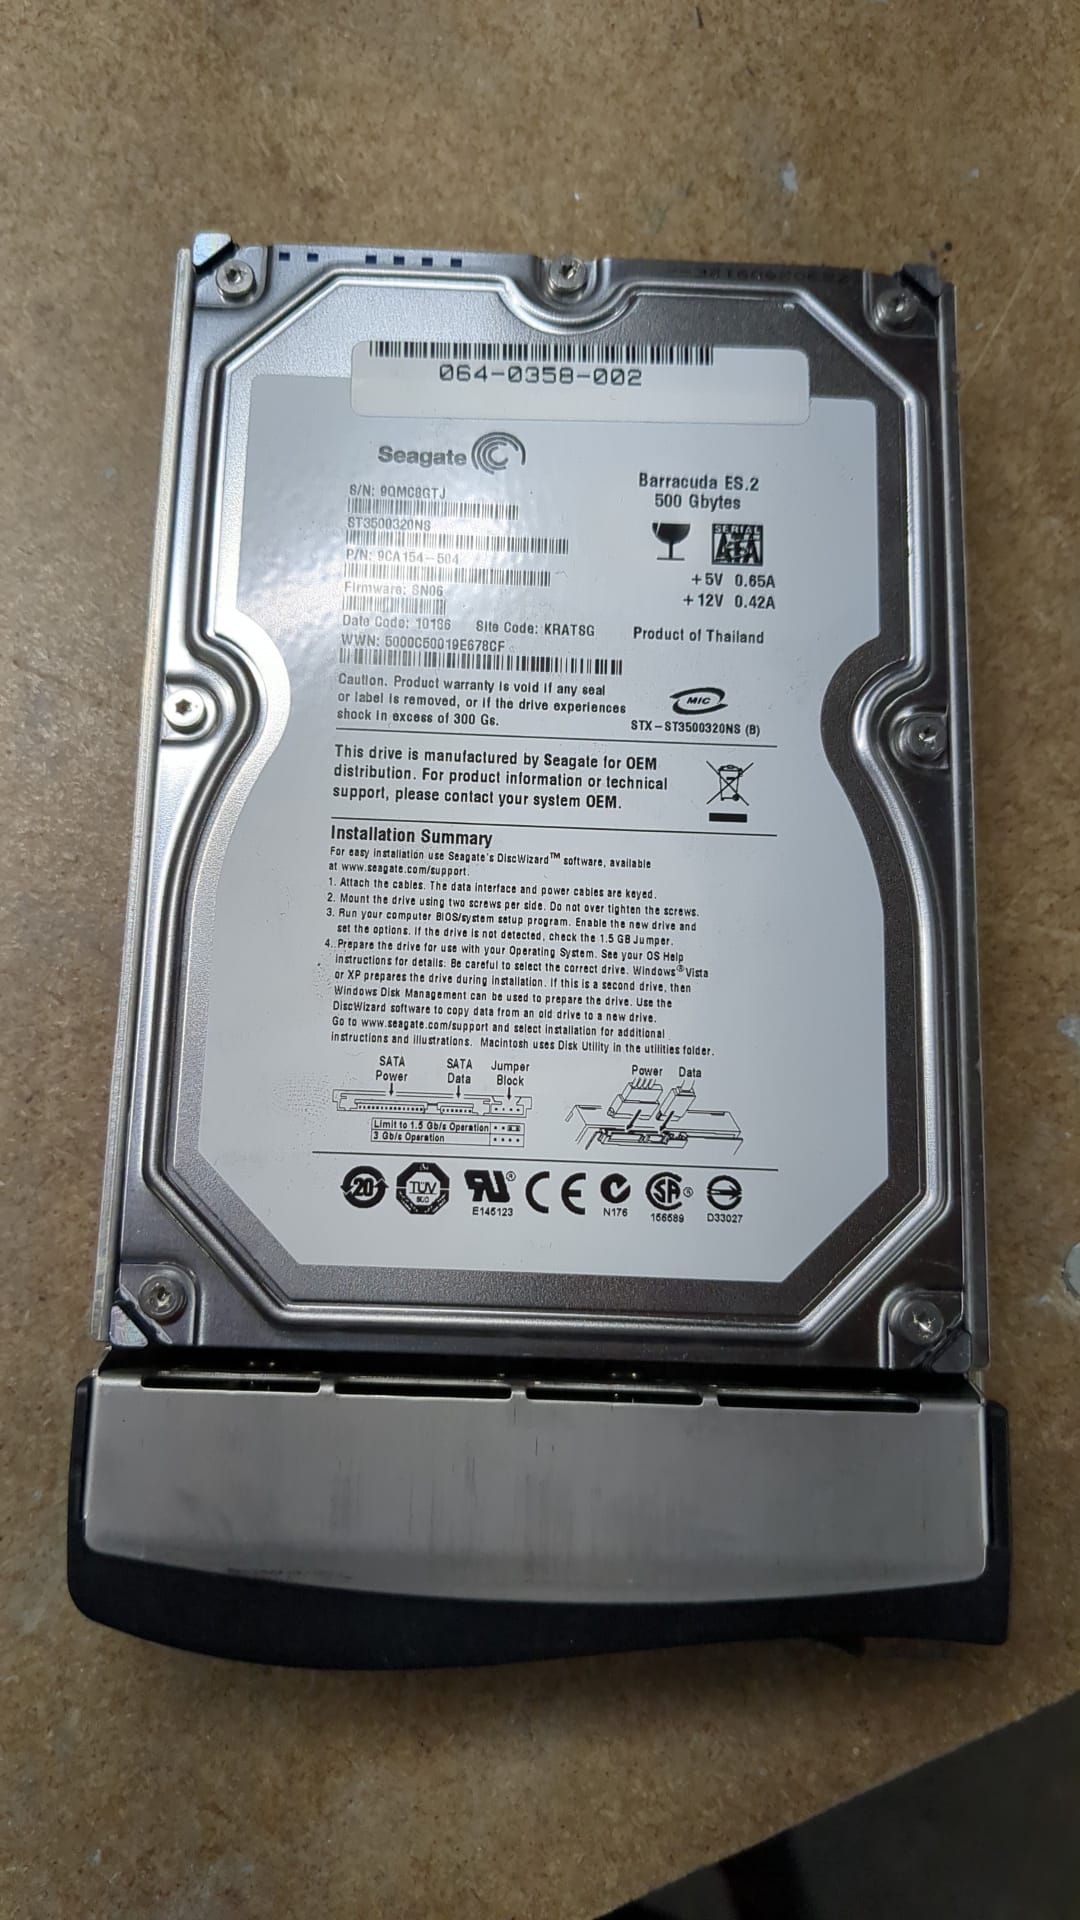 064-0358-002
Seagate
S/N: 9QMC8GTJ
ST3500320NS
P/N: 9CA154-504
Firmware: SN06
Date Code: 10186 Site Code: KRATSG
WWN: 5000C50019E678CF
Barracuda ES.2
500 Gbytes
SERIAL
ATA
+5V 0.65A
+12V 0.42A
Product of Thailand
Caution. Product warranty is void if any seal
or label is removed, or if the drive experiences
shock in excess of 300 Gs.
MIC
STX-ST3500320NS (B)
This drive is manufactured by Seagate for OEM
distribution. For product information or technical
support, please contact your system OEM.
Installation Summary
For easy installation use Seagate's DiscWizard™ software, available
at www.seagate.com/support.
1. Attach the cables. The data interface and power cables are keyed.
2. Mount the drive using two screws per side. Do not over tighten the screws.
3. Run your computer BIOS/system setup program. Enable the new drive and
set the options. If the drive is not detected, check the 1.5 GB Jumper.
4. Prepare the drive for use with your Operating System. See your OS Help
instructions for details. Be careful to select the correct drive. Windows® Vista
or XP prepares the drive during installation. If this is a second drive, then
Windows Disk Management can be used to prepare the drive. Use the
DiscWizard software to copy data from an old drive to a new drive.
Go to www.seagate.com/support and select installation for additional
instructions and illustrations. Macintosh uses Disk Utility in the utilities folder.
SATA Power
SATA Data
Jumper Block
Power Data
Limit to 1.5 Gb/s Operation
3 Gb/s Operation
20
TÜV
E145123
CE
N176
SA
156589
D33027